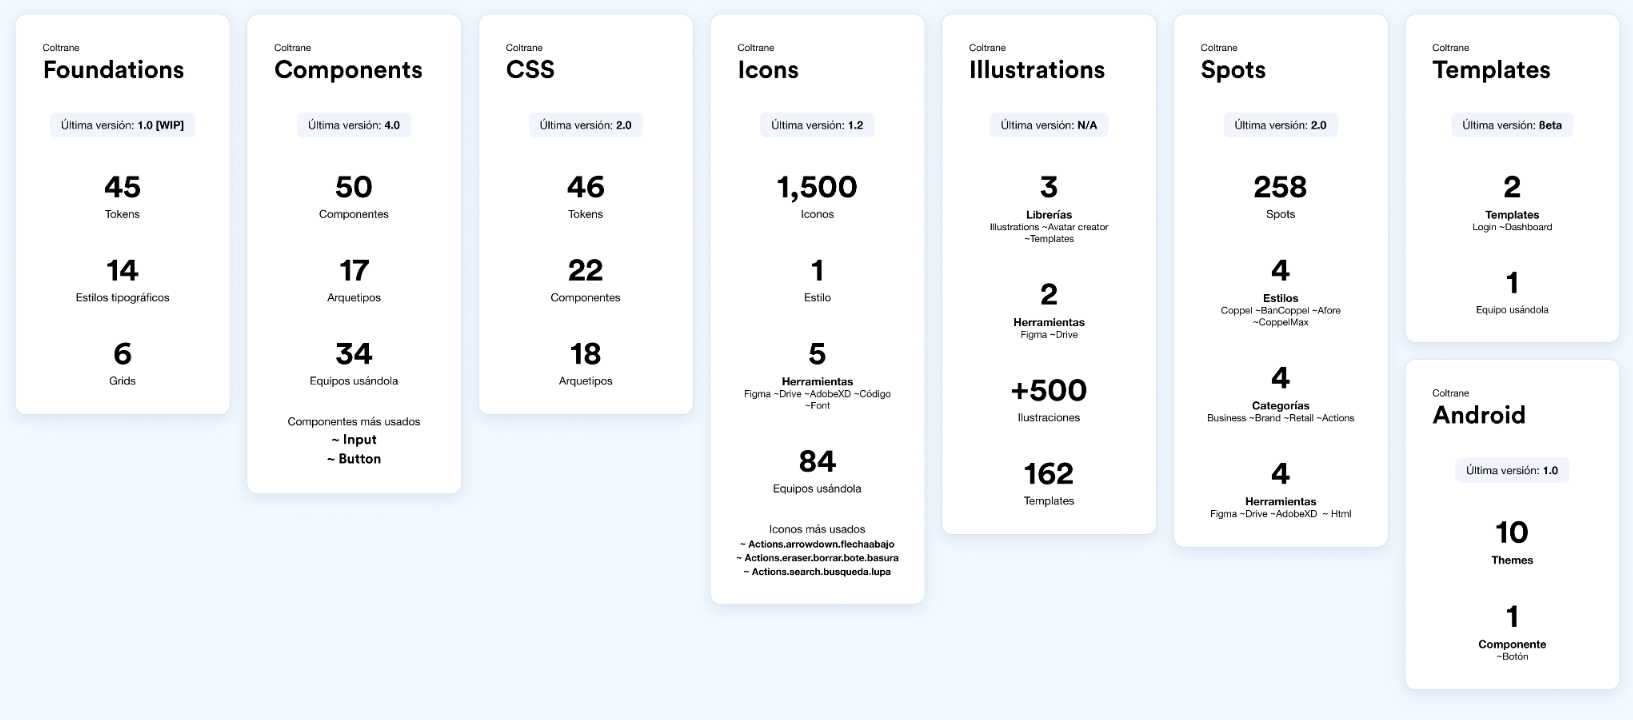 Coltrane
Foundations
Última versión: 1.0 [WIP]
45
Tokens
14
Estilos tipográficos
6
Grids
Coltrane
Components
Última versión: 4.0
50
Componentes
17
Arquetipos
34
Equipos usándola
Componentes más usados
~ Input
~ Button
Coltrane
CSS
Última versión: 2.0
46
Tokens
22
Componentes
18
Arquetipos
Coltrane
Icons
Última versión: 1.2
1,500
Iconos
1
Estilo
5
Herramientas
Figma ~Drive ~AdobeXD ~Código
~Font
84
Equipos usándola
Iconos más usados
~ Actions.arrowdown.flechaabajo
~ Actions.eraser.borrar.bote.basura
~ Actions.search.busqueda.lupa
Coltrane
Illustrations
Última versión: N/A
3
Librerías
Illustrations ~Avatar creator
~Templates
2
Herramientas
Figma ~Drive
+500
Ilustraciones
162
Templates
Coltrane
Spots
Última versión: 2.0
258
Spots
4
Estilos
Coppel ~BanCoppel ~Afore
~CoppelMax
4
Categorías
Business ~Brand ~Retail ~Actions
4
Herramientas
Figma ~Drive ~AdobeXD ~ Html
Coltrane
Templates
Última versión: ßeta
2
Templates
Login ~Dashboard
1
Equipo usándola
Coltrane
Android
Última versión: 1.0
10
Themes
1
Componente
~Botón